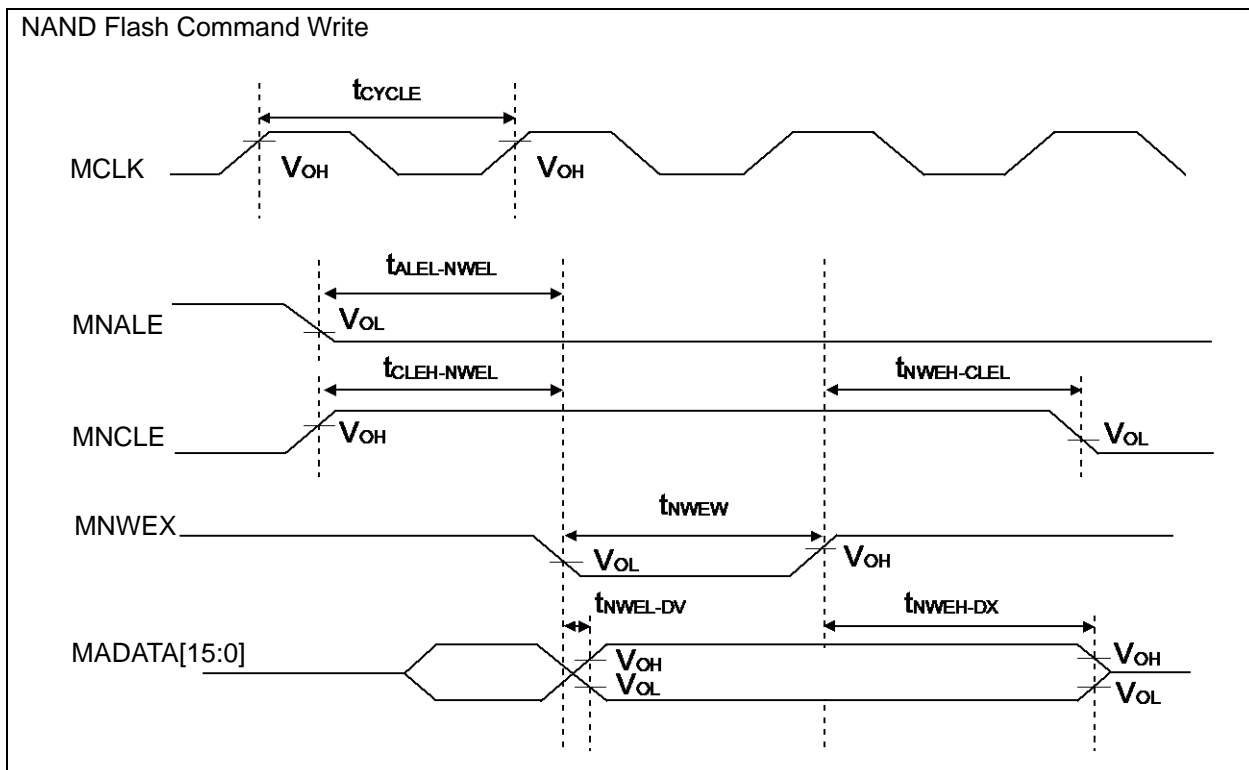 NAND Flash Command Write
tCYCLE
MCLK
VOH
VOH
tALEL-NWEL
MNALE
VOL
tCLEH-NWEL
tNWEH-CLEL
MNCLE
VOH
VOL
MNWEX
tNWEW
VOL
VOH
tNWEL-DV
tNWEH-DX
MADATA[15:0]
VOH
VOH
VOL
VOL